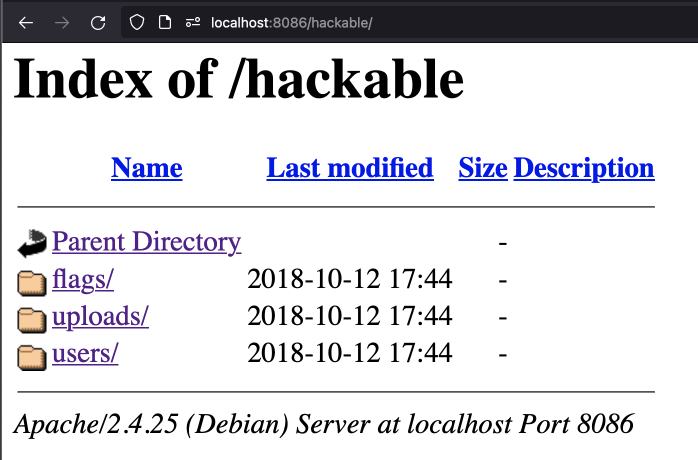 localhost:8086/hackable/
Index of /hackable
Name Last modified Size Description
Parent Directory -
flags/ 2018-10-12 17:44 -
uploads/ 2018-10-12 17:44 -
users/ 2018-10-12 17:44 -
Apache/2.4.25 (Debian) Server at localhost Port 8086